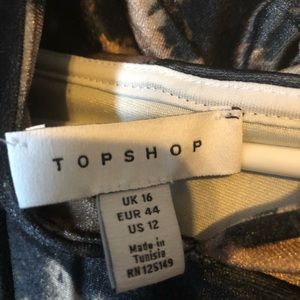 TOPSHOP
UK 16
EUR 44
US 12
Made in
Tunisia
RN 125149